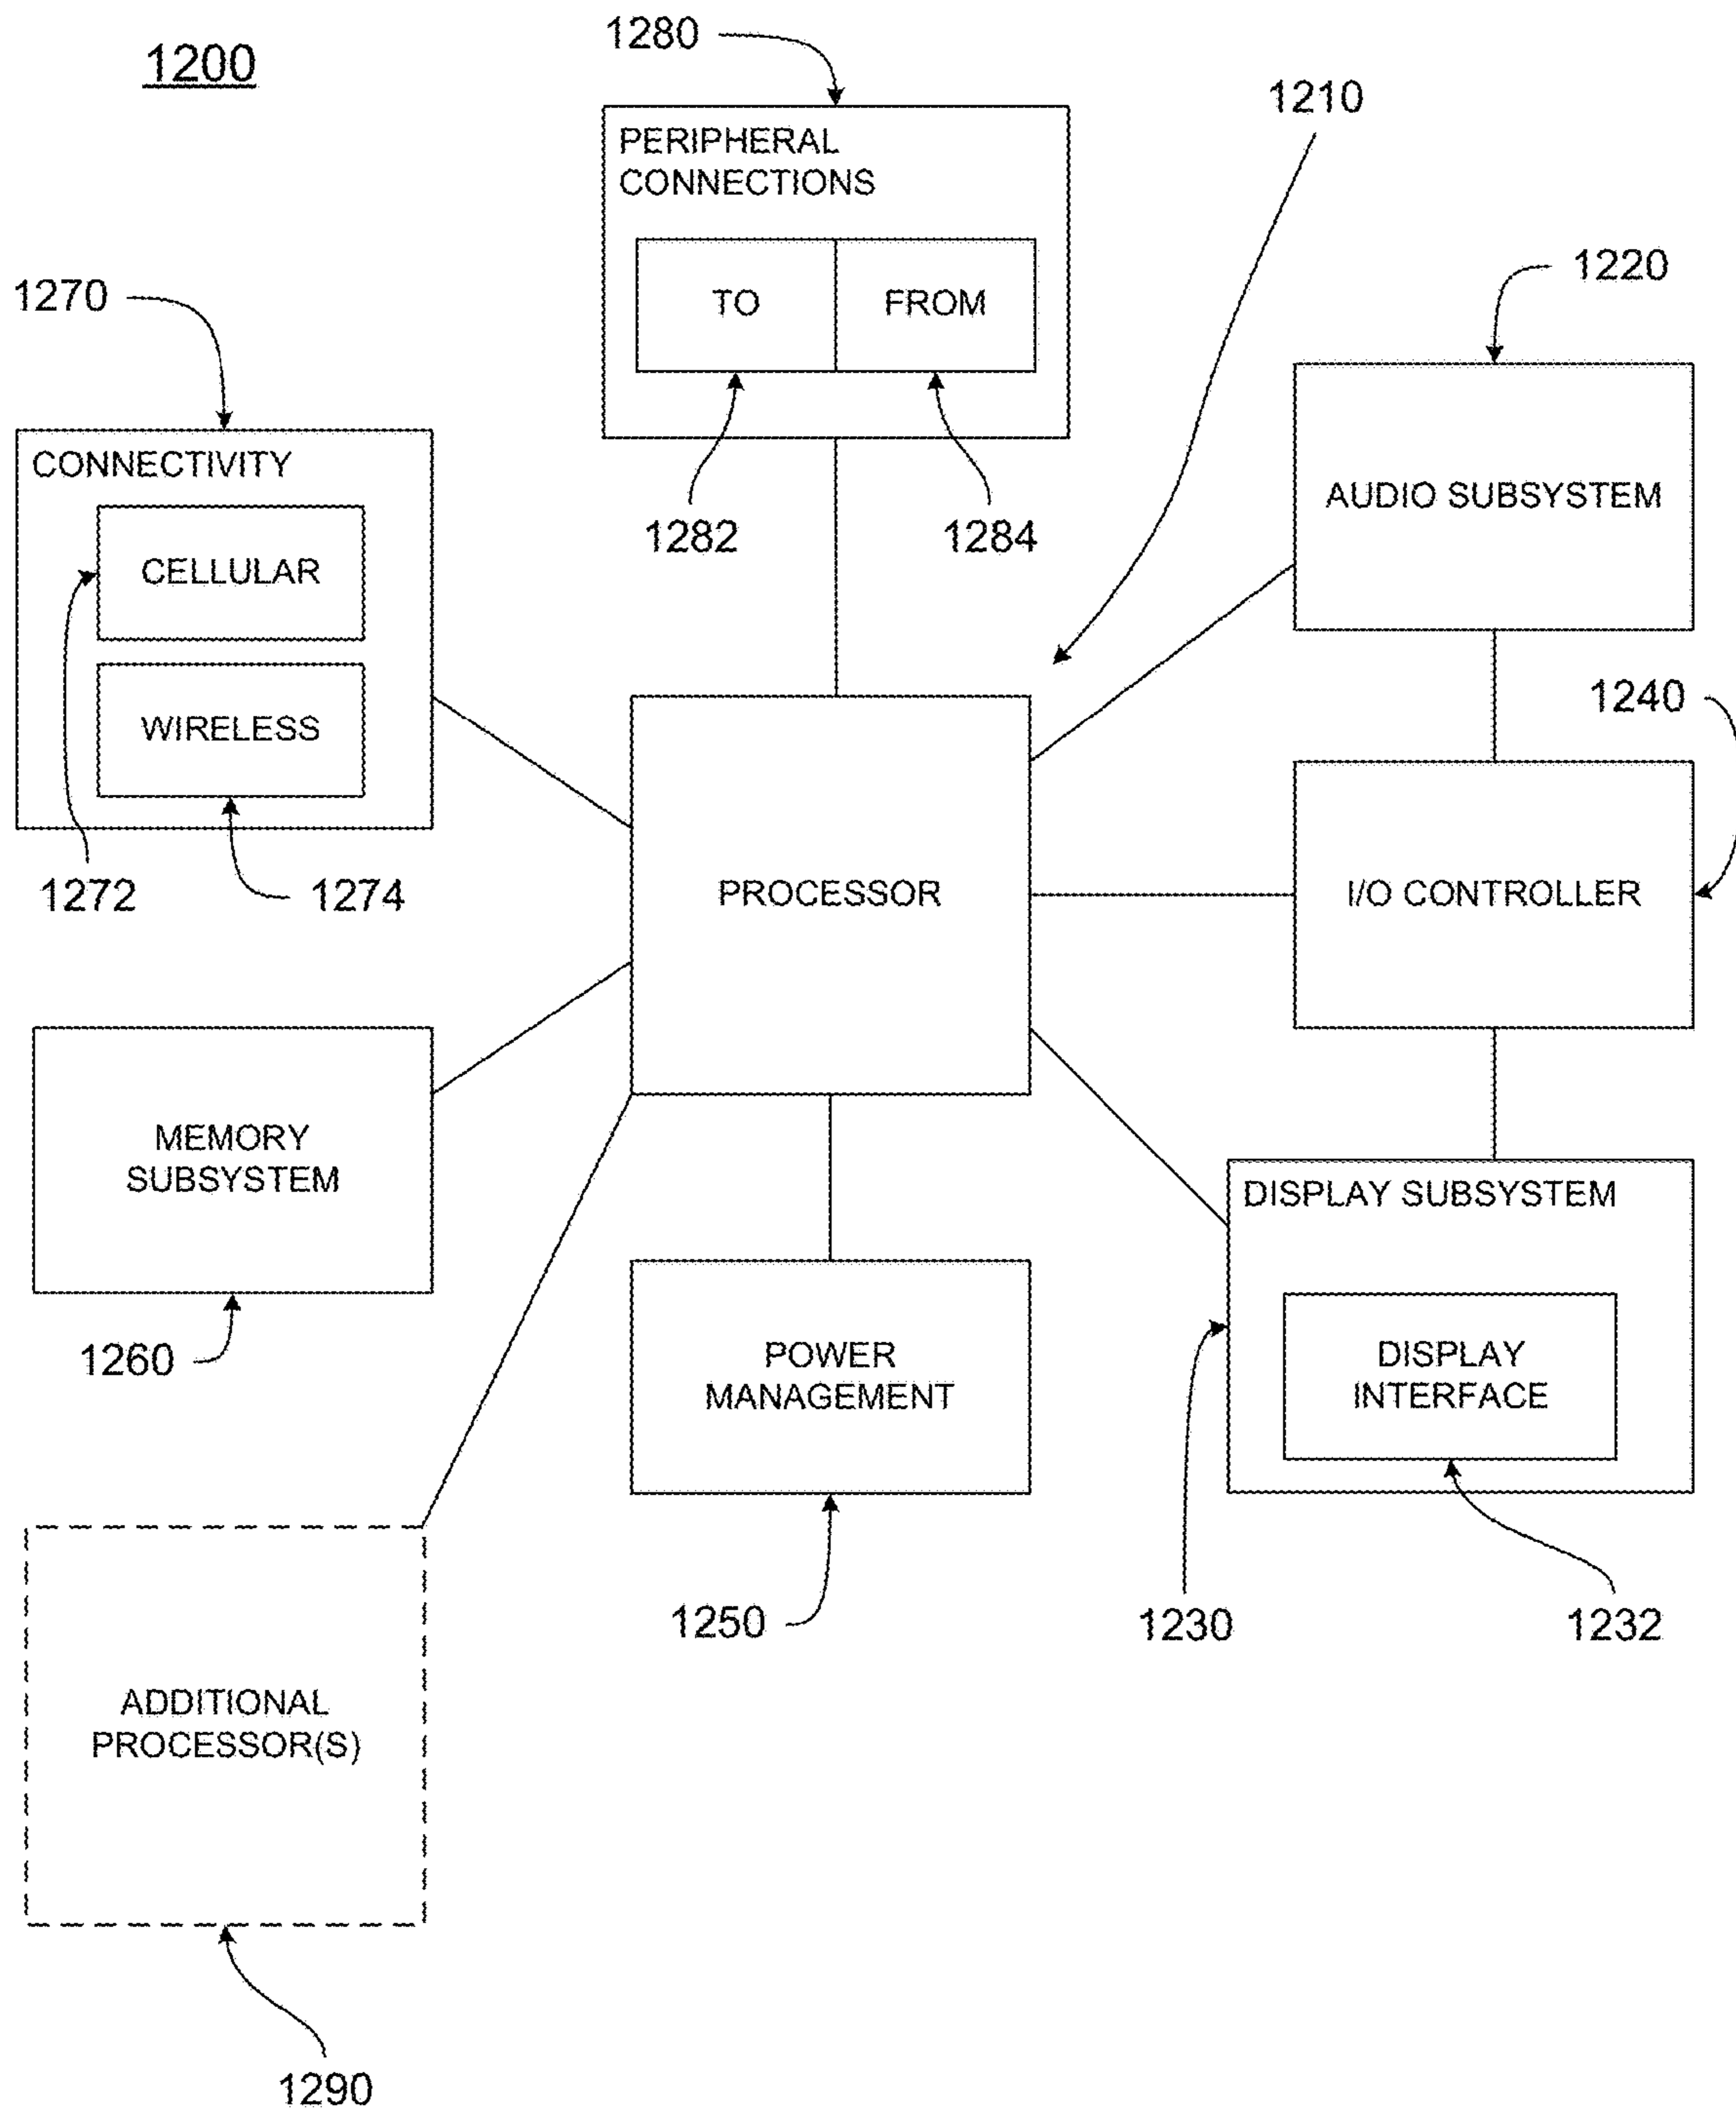 1200
1280
1210
PERIPHERAL
CONNECTIONS
TO
FROM
1282
1284
1220
AUDIO SUBSYSTEM
1270
CONNECTIVITY
CELLULAR
WIRELESS
1272
1274
1240
PROCESSOR
I/O CONTROLLER
MEMORY
SUBSYSTEM
1260
POWER
MANAGEMENT
1250
DISPLAY SUBSYSTEM
DISPLAY
INTERFACE
1230
1232
ADDITIONAL
PROCESSOR(S)
1290